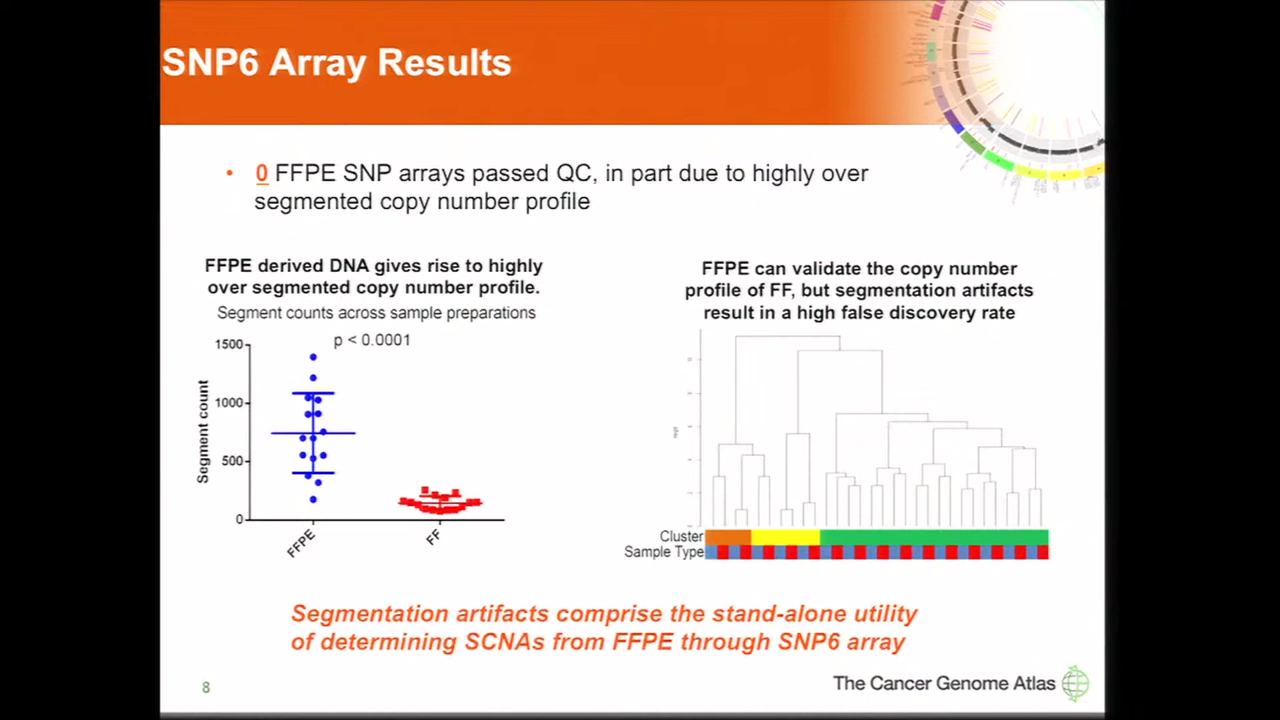 SNP6 Array Results
• 0 FFPE SNP arrays passed QC, in part due to highly over
segmented copy number profile
FFPE derived DNA gives rise to highly
over segmented copy number profile.
Segment counts across sample preparations
p < 0.0001
Segment count
1500
1000
500
0
FFPE
FF
FFPE can validate the copy number
profile of FF, but segmentation artifacts
result in a high false discovery rate
Cluster
Sample Type
Segmentation artifacts comprise the stand-alone utility
of determining SCNAs from FFPE through SNP6 array
8
The Cancer Genome Atlas